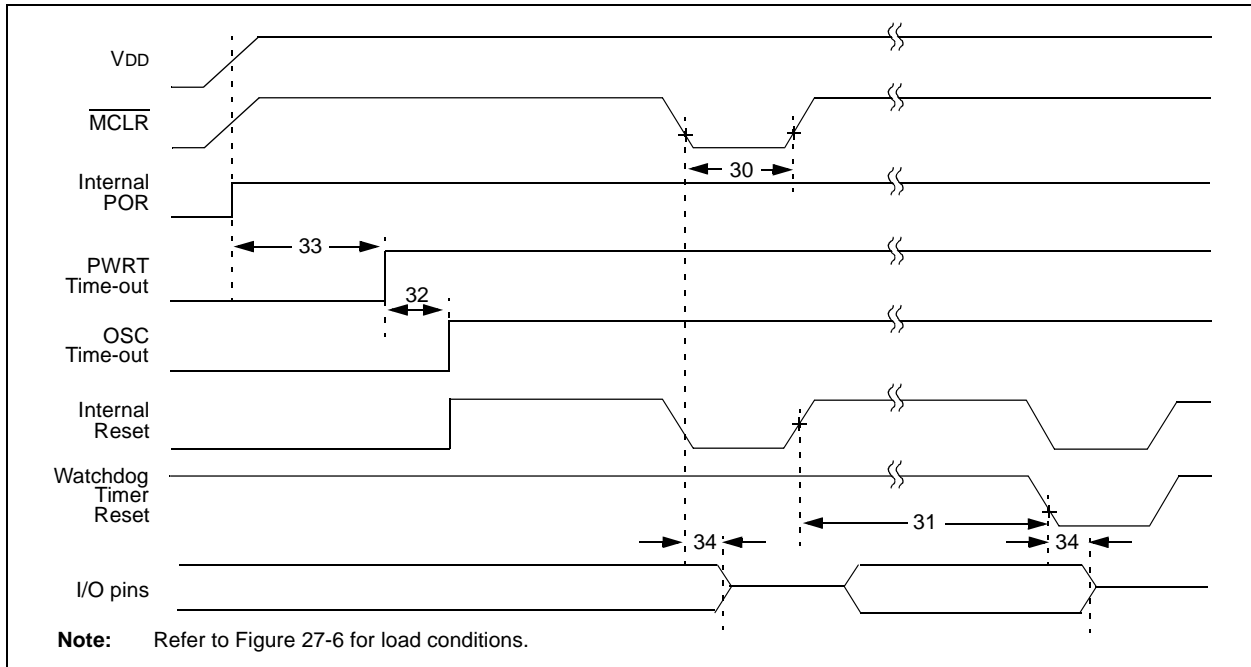 VDD
MCLR
30
Internal
POR
33
PWRT
Time-out
32
OSC
Time-out
Internal
Reset
Watchdog
Timer
Reset
31
34
34
I/O pins
Note: Refer to Figure 27-6 for load conditions.